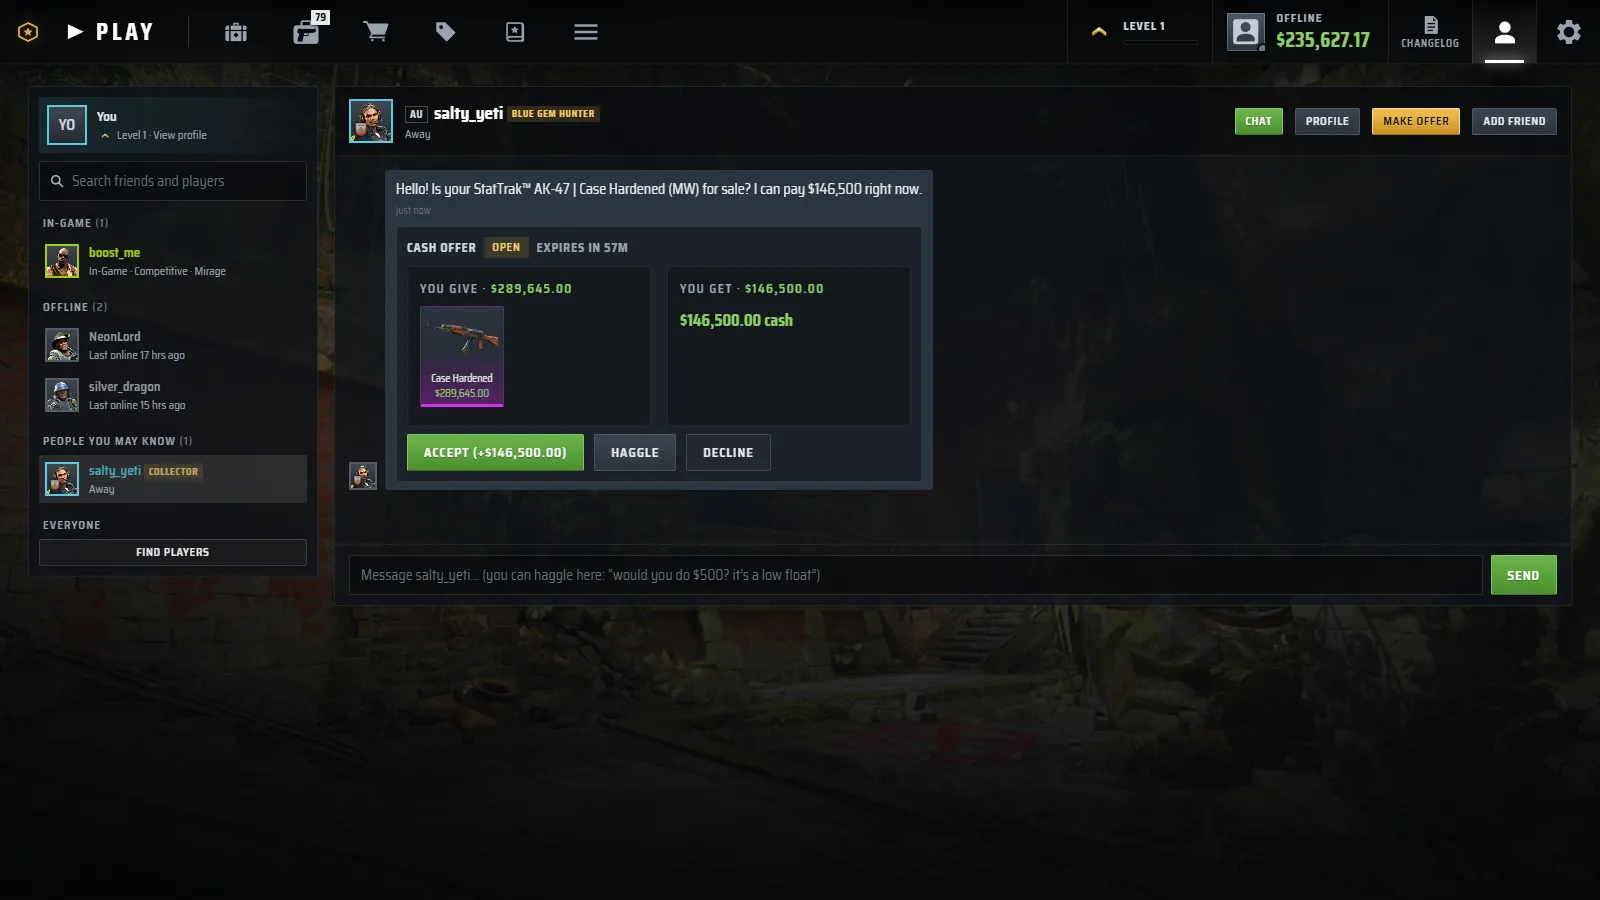 PLAY
79
LEVEL 1
OFFLINE
$235,627.17
CHANGELOG
YO
You
Level 1 · View profile
Search friends and players
IN-GAME (1)
boost_me
In-Game · Competitive · Mirage
OFFLINE (2)
NeonLord
Last online 17 hrs ago
silver_dragon
Last online 15 hrs ago
PEOPLE YOU MAY KNOW (1)
salty_yeti COLLECTOR
Away
EVERYONE
FIND PLAYERS
AU salty_yeti BLUE GEM HUNTER
Away
CHAT
PROFILE
MAKE OFFER
ADD FRIEND
Hello! Is your StatTrak™ AK-47 | Case Hardened (MW) for sale? I can pay $146,500 right now.
just now
CASH OFFER OPEN EXPIRES IN 57M
YOU GIVE · $289,645.00
Case Hardened
$289,645.00
YOU GET · $146,500.00
$146,500.00 cash
ACCEPT (+$146,500.00)
HAGGLE
DECLINE
Message salty_yeti... (you can haggle here: “would you do $500? it's a low float”)
SEND